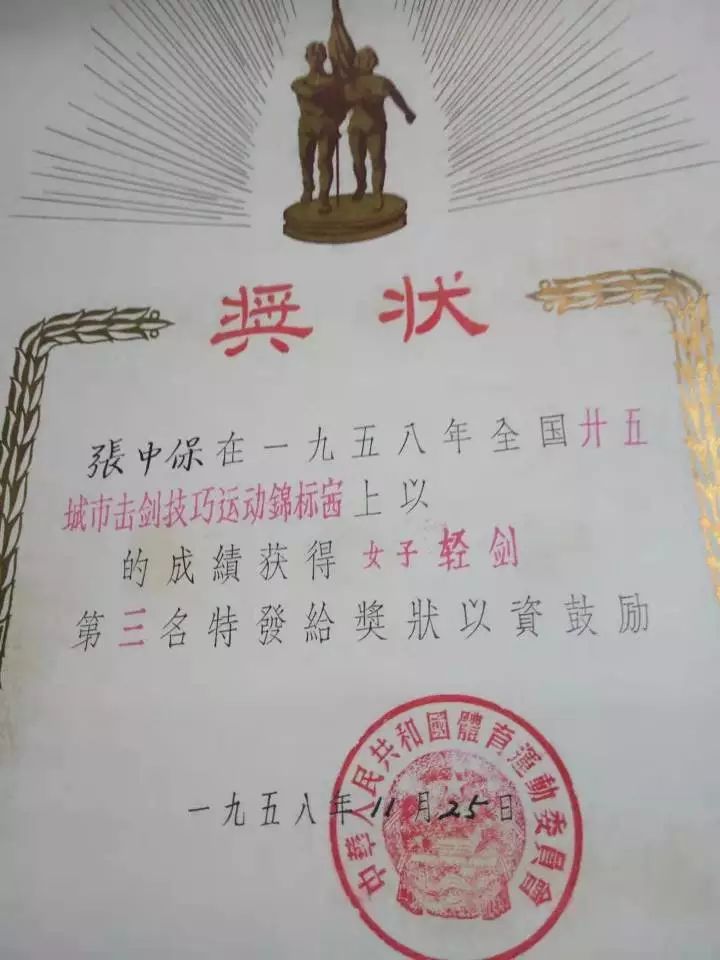 奖状
張中保在一九五八年全国廿五
城市击剑技巧运动錦标赛上以
的成績获得女子轻剑
第三名特發給獎狀以資鼓励
一九五八年11月25日
中華人民共和國體育運動委員會